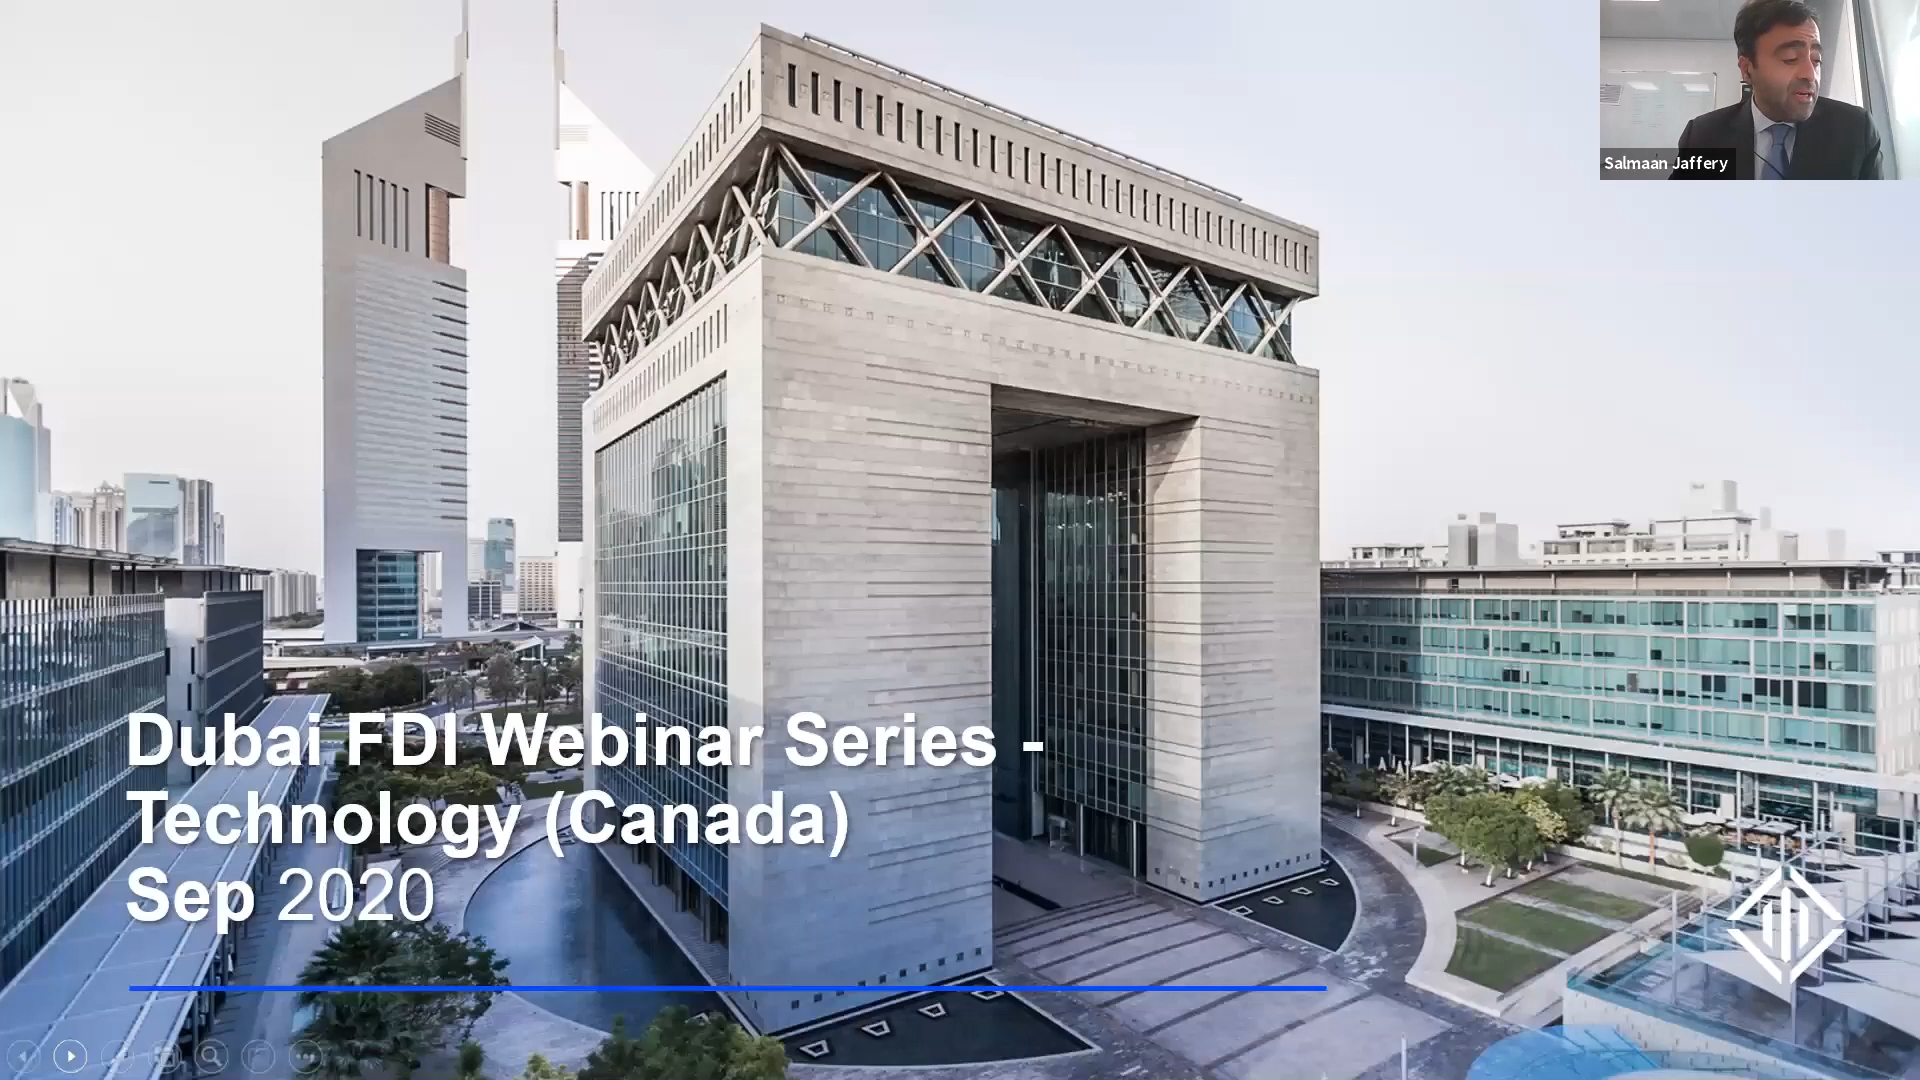 Salmaan Jaffery
Dubai FDI Webinar Series -
Technology (Canada)
Sep 2020